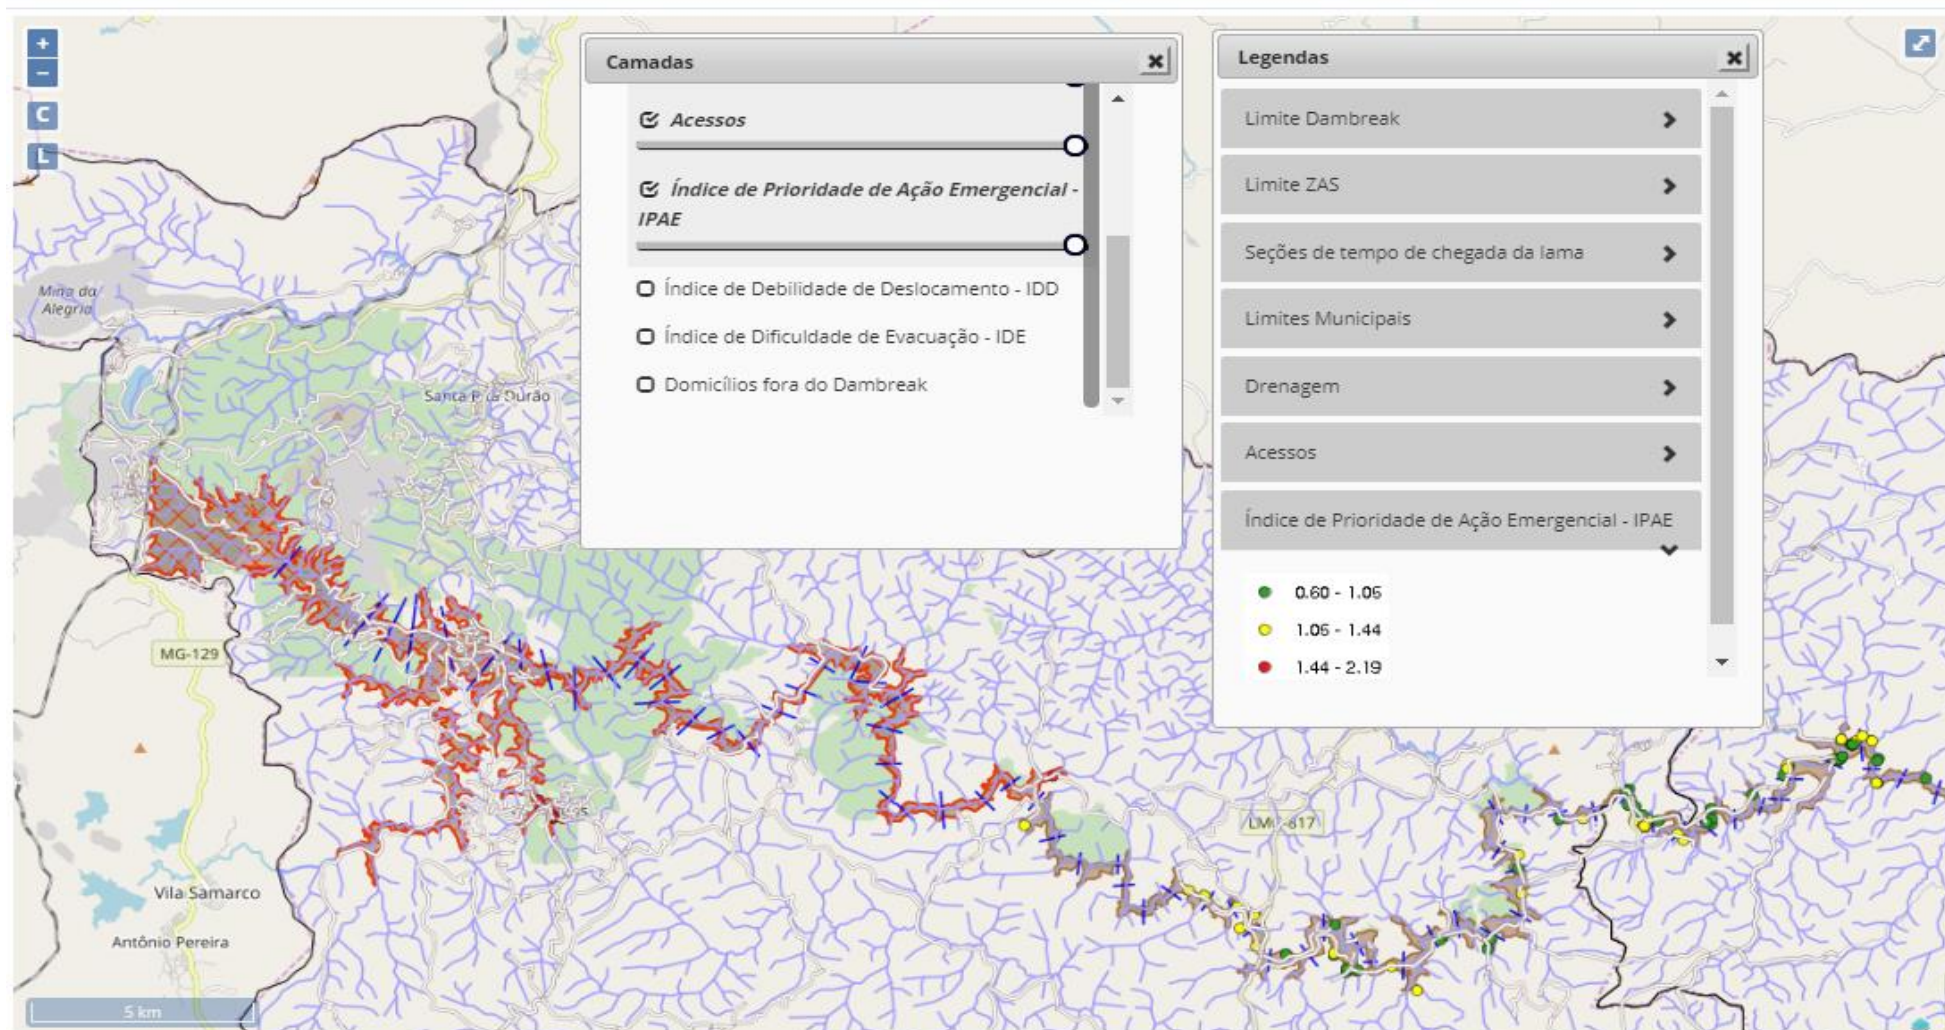 +
−
C
L
Camadas
Acessos
Índice de Prioridade de Ação Emergencial -
IPAE
Índice de Debilidade de Deslocamento - IDD
Índice de Dificuldade de Evacuação - IDE
Domicílios fora do Dambreak
Legendas
Limite Dambreak
Limite ZAS
Seções de tempo de chegada da lama
Limites Municipais
Drenagem
Acessos
Índice de Prioridade de Ação Emergencial - IPAE
0.60 - 1.05
1.05 - 1.44
1.44 - 2.19
Mina da
Alegria
Santa Rita Durão
MG-129
Vila Samarco
Antônio Pereira
5 km